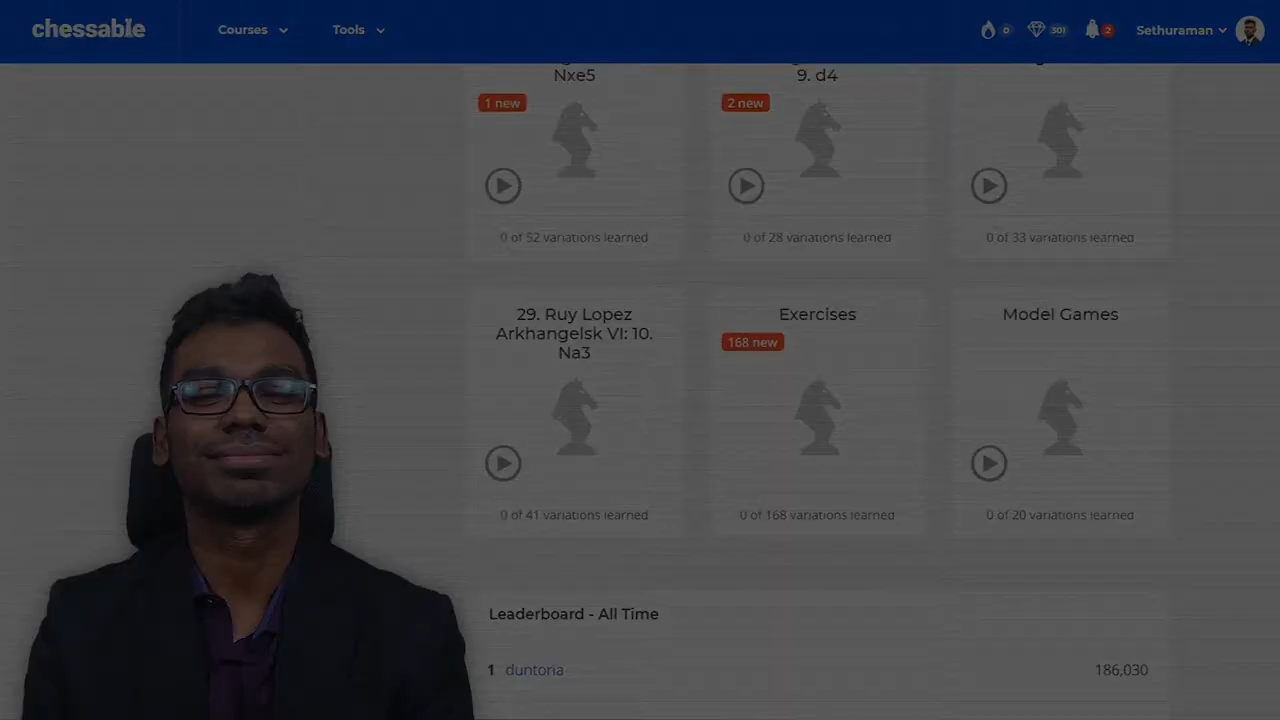 chessable
Courses
Tools
0
301
2
Sethuraman
Nxe5
9. d4
1 new
2 new
0 of 52 variations learned
0 of 28 variations learned
0 of 33 variations learned
29. Ruy Lopez
Arkhangelsk VI: 10.
Na3
Exercises
Model Games
168 new
0 of 41 variations learned
0 of 168 variations learned
0 of 20 variations learned
Leaderboard - All Time
1 duntoria
186,030